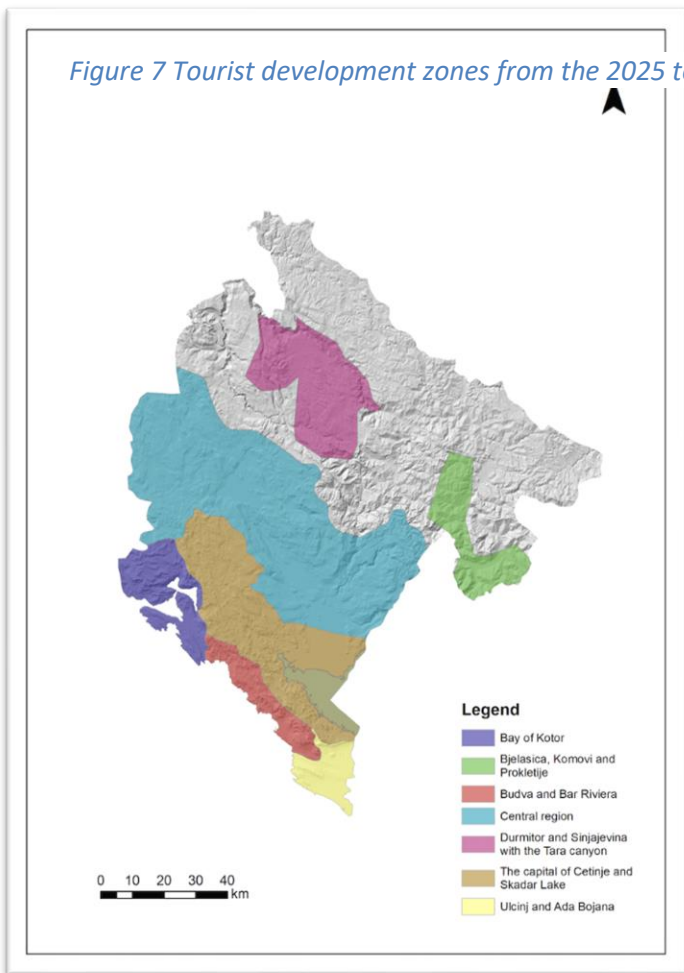 Figure 7 Tourist development zones from the 2025 t
Legend
Bay of Kotor
Bjelasica, Komovi and
Prokletije
Budva and Bar Riviera
Central region
Durmitor and Sinjajevina
with the Tara canyon
The capital of Cetinje and
Skadar Lake
Ulcinj and Ada Bojana
0 10 20 30 40
km